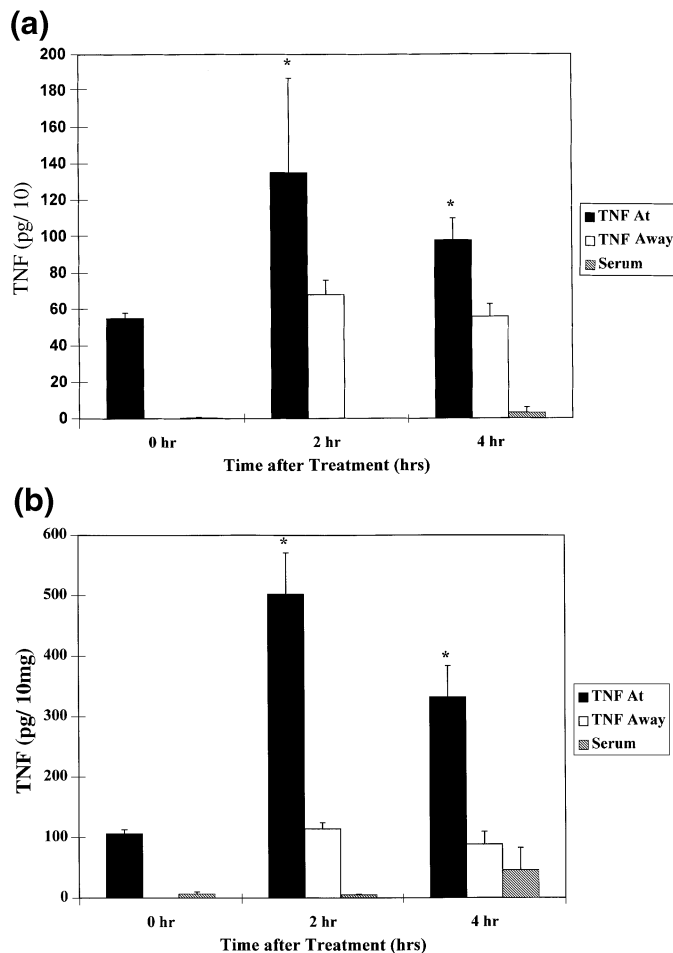 (a)
TNF (pg/ 10)
200
180
160
140
120
100
80
60
40
20
0
*
*
0 hr 2 hr 4 hr
Time after Treatment (hrs)
TNF At
TNF Away
Serum
(b)
TNF (pg/ 10mg)
600
500
400
300
200
100
0
*
*
0 hr 2 hr 4 hr
Time after Treatment (hrs)
TNF At
TNF Away
Serum